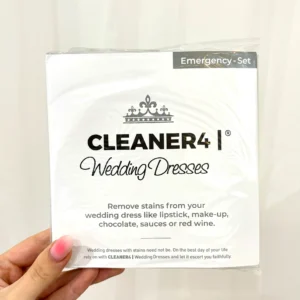 Emergency-Set
CLEANER4 |®
Wedding Dresses
Remove stains from your
wedding dress like lipstick, make-up,
chocolate, sauces or red wine.
Wedding dresses with stains need not be. On the best day of your life
rely on with CLEANER4 | Wedding Dresses and let it escort you faithfully